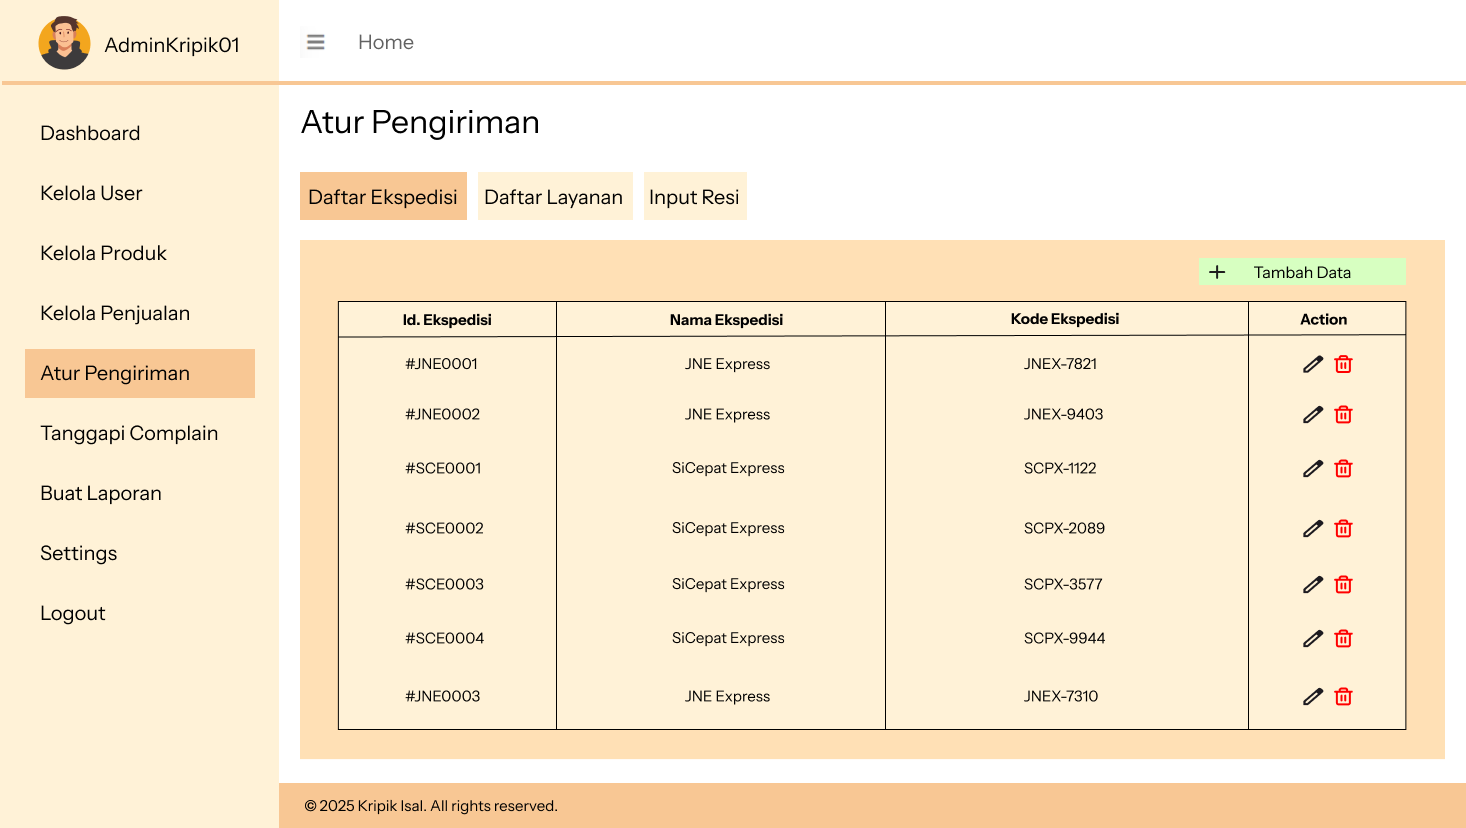 AdminKripik01
Home
Dashboard
Kelola User
Kelola Produk
Kelola Penjualan
Atur Pengiriman
Tanggapi Complain
Buat Laporan
Settings
Logout
Atur Pengiriman
Daftar Ekspedisi Daftar Layanan Input Resi
+ Tambah Data
Id. Ekspedisi Nama Ekspedisi Kode Ekspedisi Action
#JNE0001 JNE Express JNEX-7821
#JNE0002 JNE Express JNEX-9403
#SCE0001 SiCepat Express SCPX-1122
#SCE0002 SiCepat Express SCPX-2089
#SCE0003 SiCepat Express SCPX-3577
#SCE0004 SiCepat Express SCPX-9944
#JNE0003 JNE Express JNEX-7310
© 2025 Kripik Isal. All rights reserved.